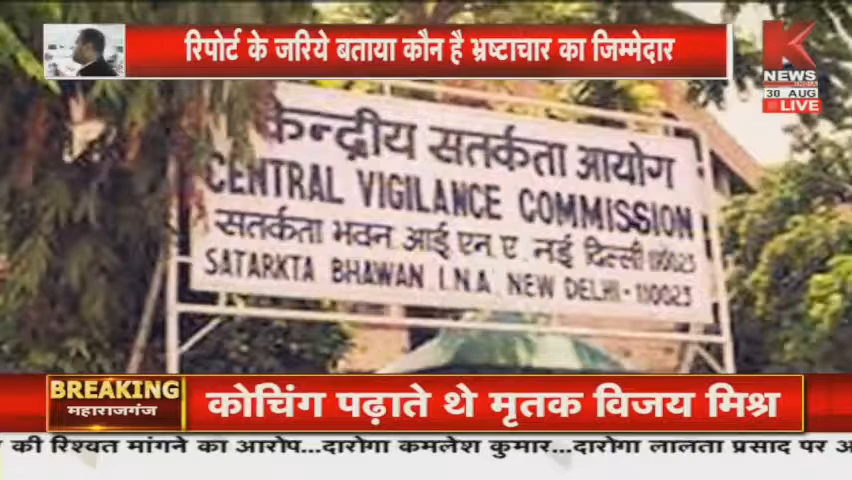 रिपोर्ट के जरिये बताया कौन है भ्रष्टाचार का जिम्मेदार
K
NEWS
INDIA
30 AUG
LIVE
केन्द्रीय सतर्कता आयोग
CENTRAL VIGILANCE COMMISSION
सतर्कता भवन आई एन ए नई दिल्ली 110023
SATARKTA BHAWAN I.N.A. NEW DELHI - 110023
BREAKING
महाराजगंज
कोचिंग पढ़ाते थे मृतक विजय मिश्र
की रिश्वत मांगने का आरोप...दारोगा कमलेश कुमार...दारोगा लालता प्रसाद पर